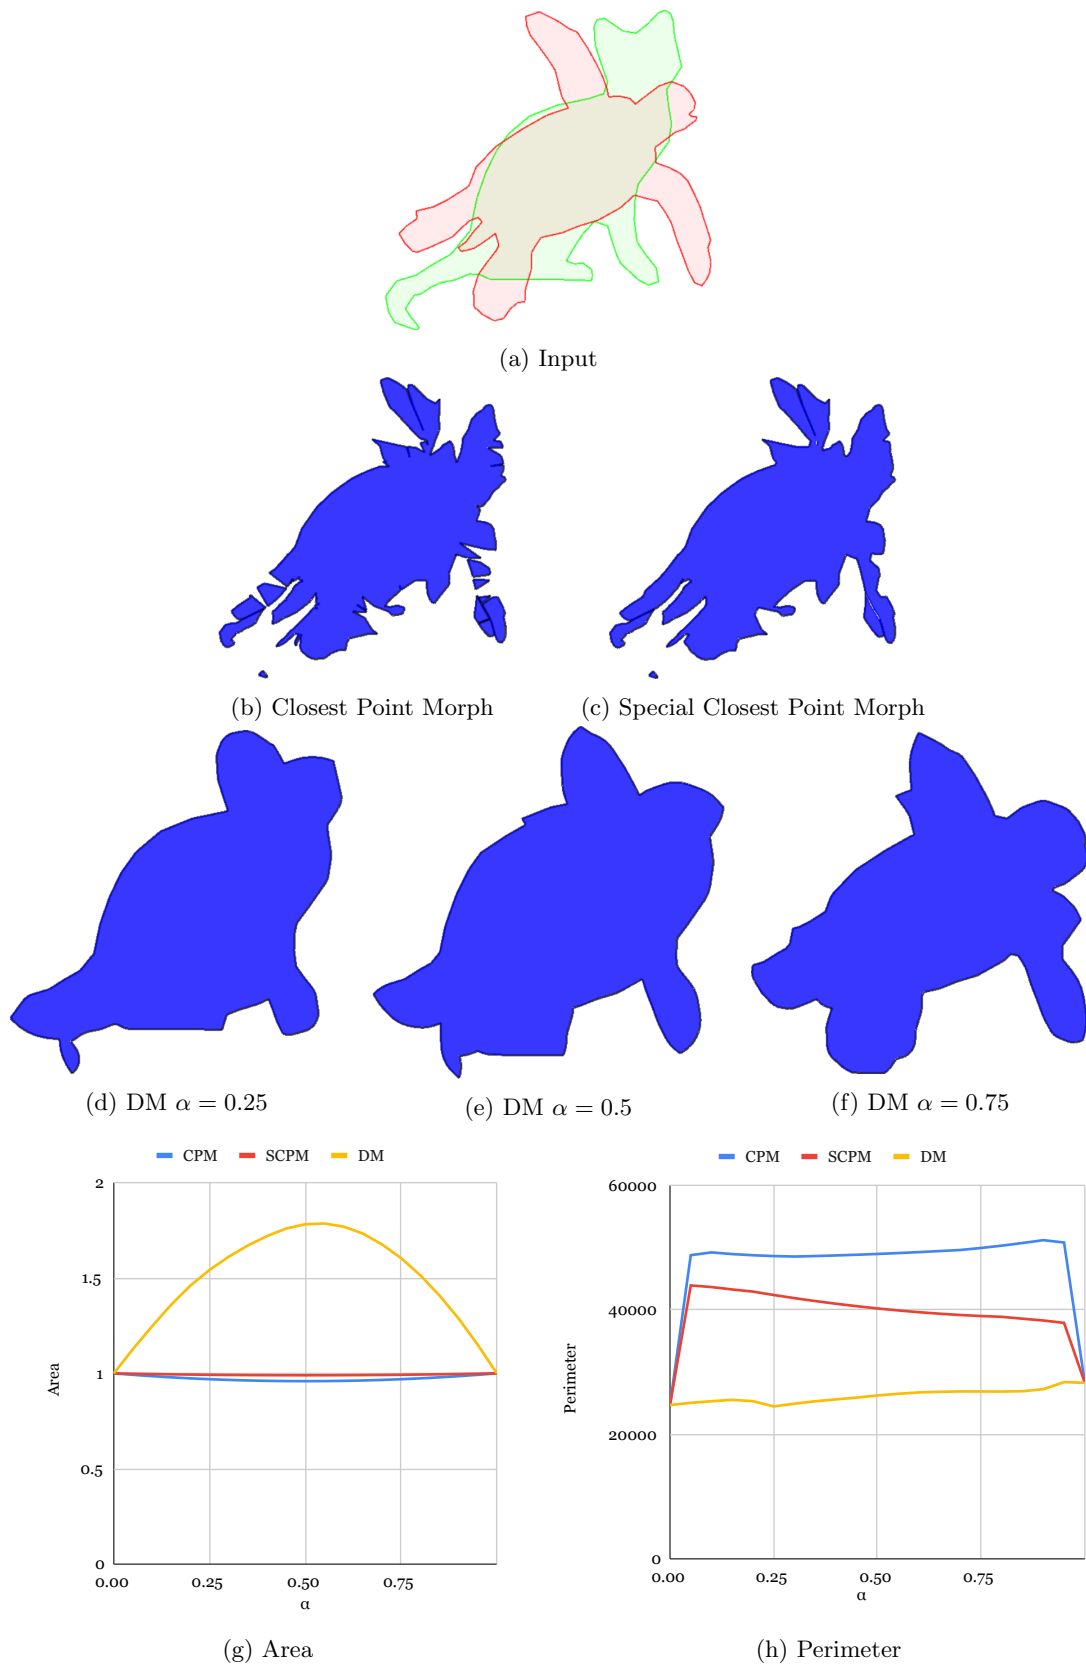 (a) Input
(b) Closest Point Morph
(c) Special Closest Point Morph
(d) DM α = 0.25
(e) DM α = 0.5
(f) DM α = 0.75
CPM SCPM DM
2
1.5
1
0.5
0
Area
0.00 0.25 0.50 0.75
α
(g) Area
CPM SCPM DM
60000
40000
20000
0
Perimeter
0.00 0.25 0.50 0.75
α
(h) Perimeter